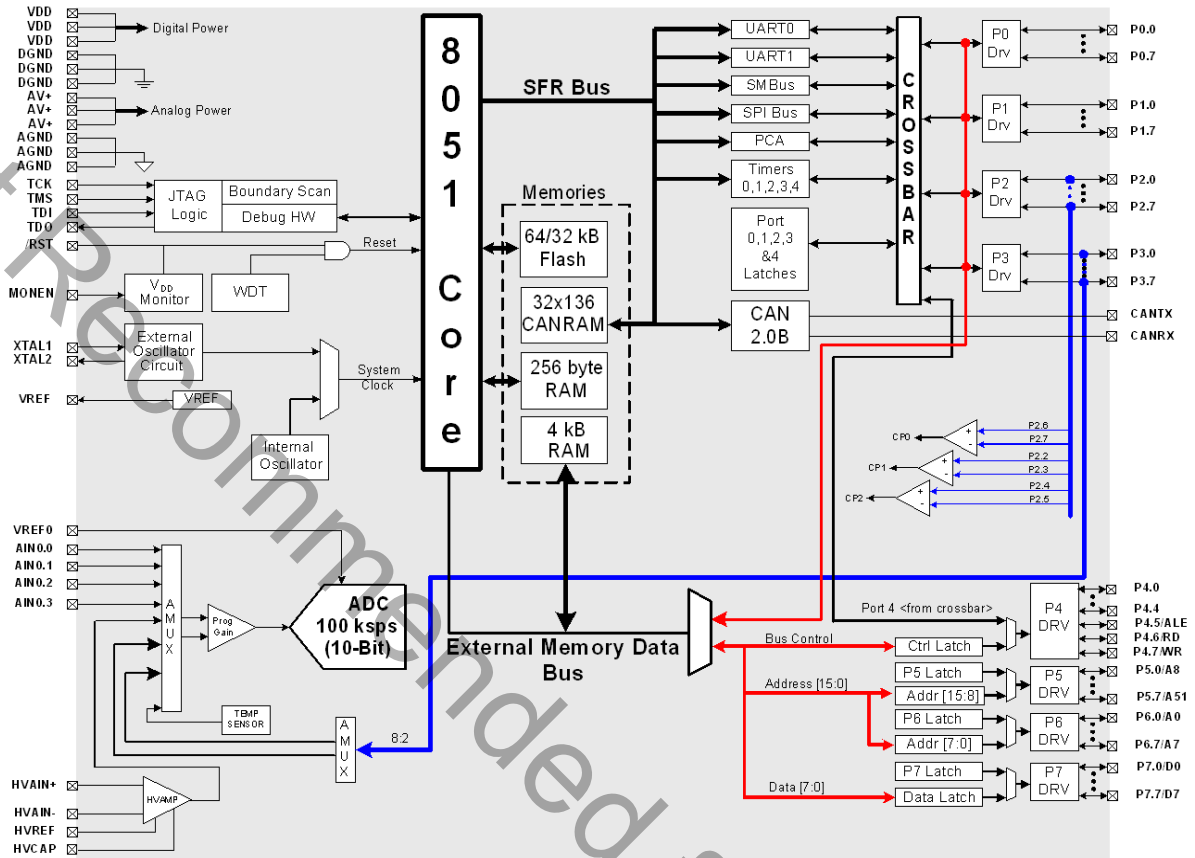 VDD
VDD
VDD
Digital Power
DGND
DGND
DGND
AV+
AV+
AV+
Analog Power
AGND
AGND
AGND
TCK
TMS
TDI
TDO
JTAG
Logic
Boundary Scan
Debug HW
/RST
Reset
MONEN
VDD
Monitor
WDT
XTAL1
XTAL2
External
Oscillator
Circuit
System
Clock
VREF
VREF
Internal
Oscillator
8
0
5
1
C
o
r
e
SFR Bus
Memories
64/32 kB
Flash
32x136
CANRAM
256 byte
RAM
4 kB
RAM
UART0
UART1
SMBus
SPI Bus
PCA
Timers
0,1,2,3,4
Port
0,1,2,3
&4
Latches
CAN
2.0B
C
R
O
S
S
B
A
R
P0
Drv
P1
Drv
P2
Drv
P3
Drv
P0.0
P0.7
P1.0
P1.7
P2.0
P2.7
P3.0
P3.7
CANTX
CANRX
CP0
+
-
P2.6
P2.7
CP1
+
-
P2.2
P2.3
CP2
+
-
P2.4
P2.5
VREF0
AIN0.0
AIN0.1
AIN0.2
AIN0.3
A
M
U
X
Prog
Gain
ADC
100 ksps
(10-Bit)
TEMP
SENSOR
A
M
U
X
8:2
HVAIN+
HVAIN-
HVREF
HVCAP
HVAMP
External Memory Data
Bus
Port 4 <from crossbar>
Bus Control
Ctrl Latch
Address [15:0]
P5 Latch
Addr [15:8]
P6 Latch
Addr [7:0]
Data [7:0]
P7 Latch
Data Latch
P4
DRV
P5
DRV
P6
DRV
P7
DRV
P4.0
P4.4
P4.5/ALE
P4.6/RD
P4.7/WR
P5.0/A8
P5.7/A51
P6.0/A0
P6.7/A7
P7.0/D0
P7.7/D7
Recommended